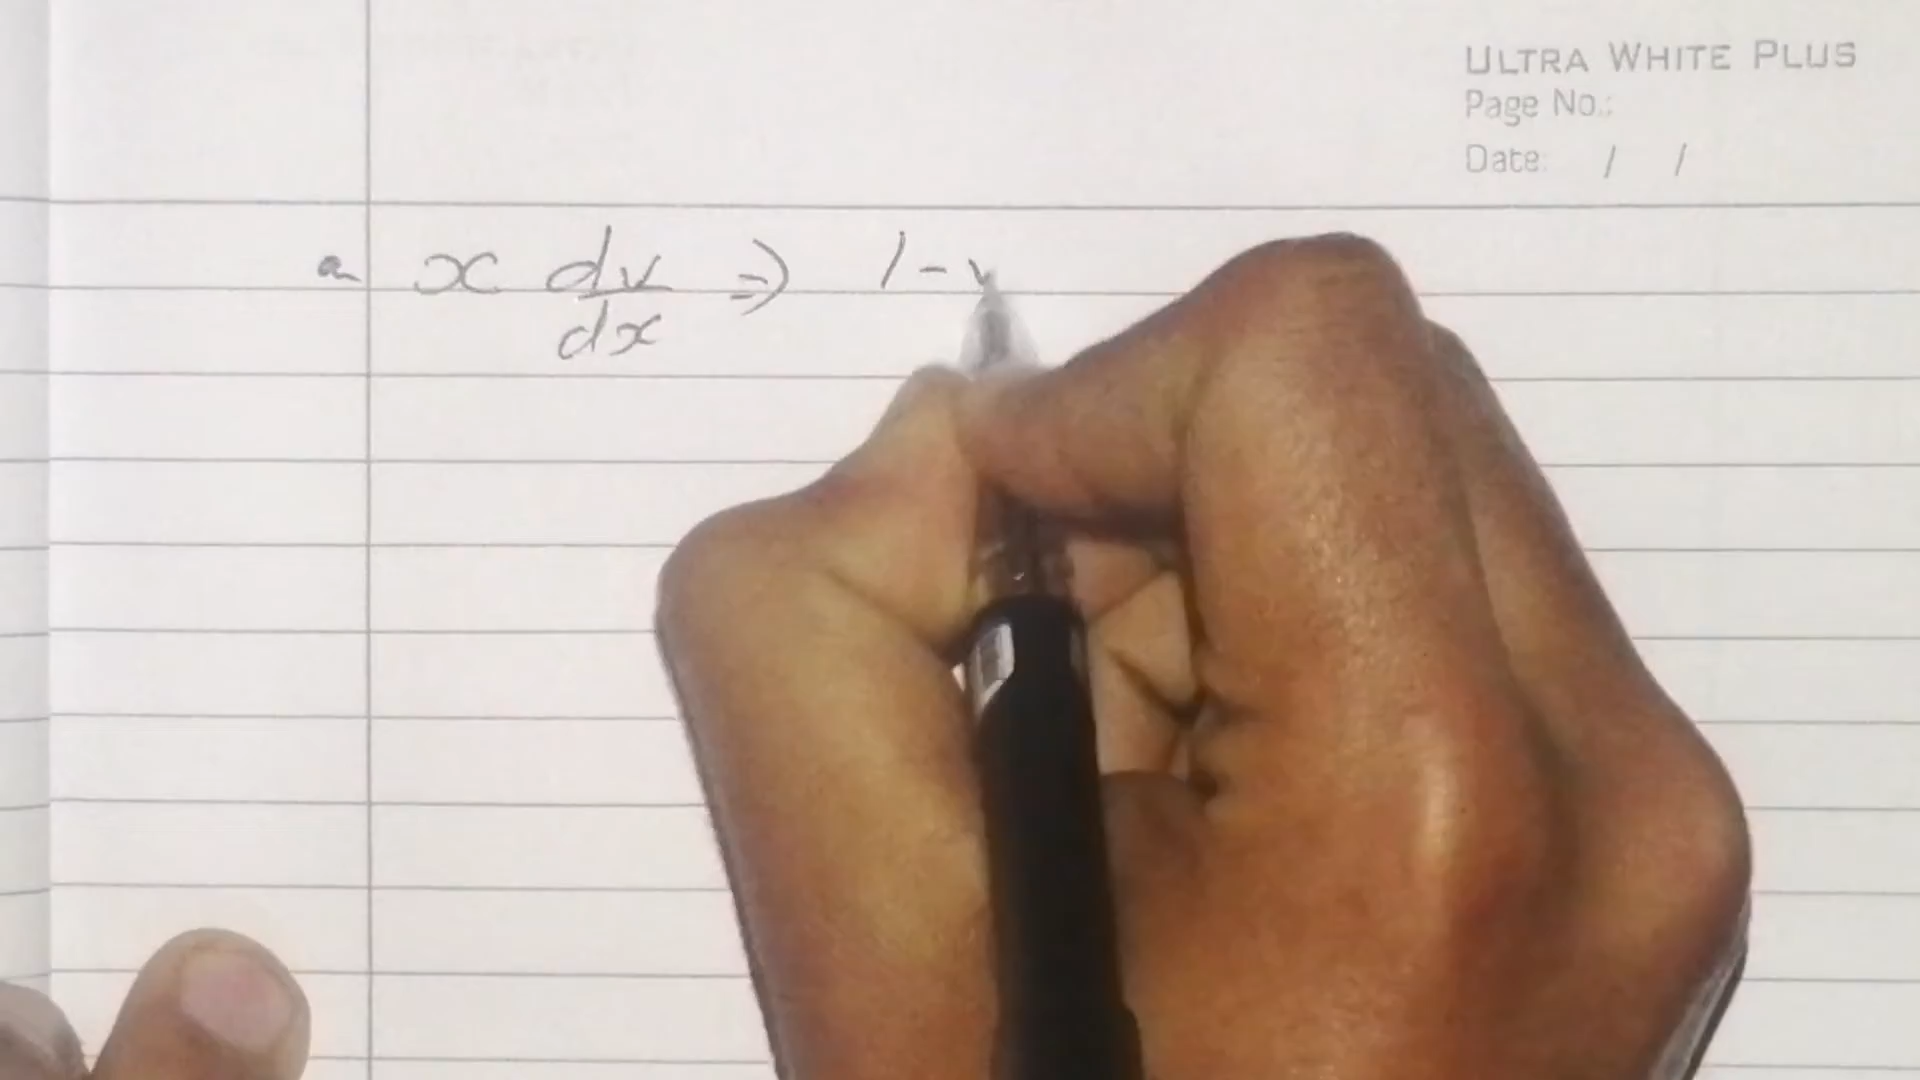 ULTRA WHITE PLUS
Page No.:
Date: / /
x dv/dx => 1 - v